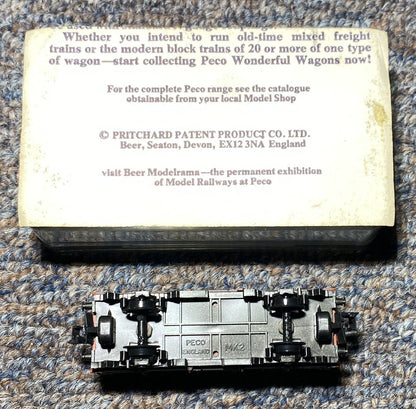 Whether you intend to run old-time mixed freight
trains or the modern block trains of 20 or more of one type
of wagon—start collecting Peco Wonderful Wagons now!
For the complete Peco range see the catalogue
obtainable from your local Model Shop
© PRITCHARD PATENT PRODUCT CO. LTD.
Beer, Seaton, Devon, EX12 3NA England
visit Beer Modelrama—the permanent exhibition
of Model Railways at Peco
PECO
ENGLAND
MK2